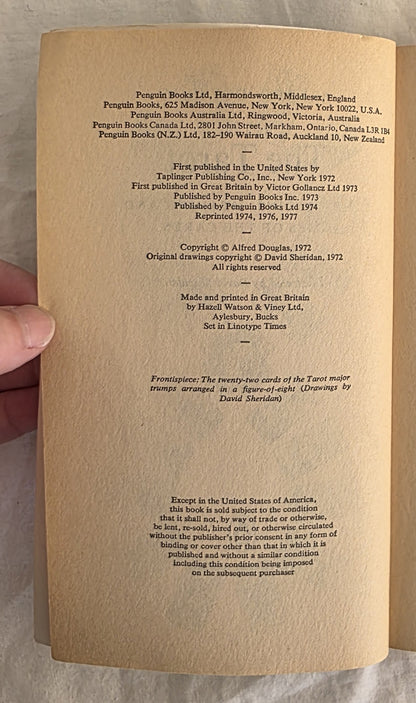 Penguin Books Ltd, Harmondsworth, Middlesex, England
Penguin Books, 625 Madison Avenue, New York, New York 10022, U.S.A.
Penguin Books Australia Ltd, Ringwood, Victoria, Australia
Penguin Books Canada Ltd, 2801 John Street, Markham, Ontario, Canada L3R 1B4
Penguin Books (N.Z.) Ltd, 182–190 Wairau Road, Auckland 10, New Zealand
—
First published in the United States by
Taplinger Publishing Co., Inc., New York 1972
First published in Great Britain by Victor Gollancz Ltd 1973
Published by Penguin Books Inc. 1973
Published by Penguin Books Ltd 1974
Reprinted 1974, 1976, 1977
—
Copyright © Alfred Douglas, 1972
Original drawings copyright © David Sheridan, 1972
All rights reserved
—
Made and printed in Great Britain
by Hazell Watson & Viney Ltd,
Aylesbury, Bucks
Set in Linotype Times
—
Frontispiece: The twenty-two cards of the Tarot major
trumps arranged in a figure-of-eight (Drawings by
David Sheridan)
Except in the United States of America,
this book is sold subject to the condition
that it shall not, by way of trade or otherwise,
be lent, re-sold, hired out, or otherwise circulated
without the publisher's prior consent in any form of
binding or cover other than that in which it is
published and without a similar condition
including this condition being imposed
on the subsequent purchaser